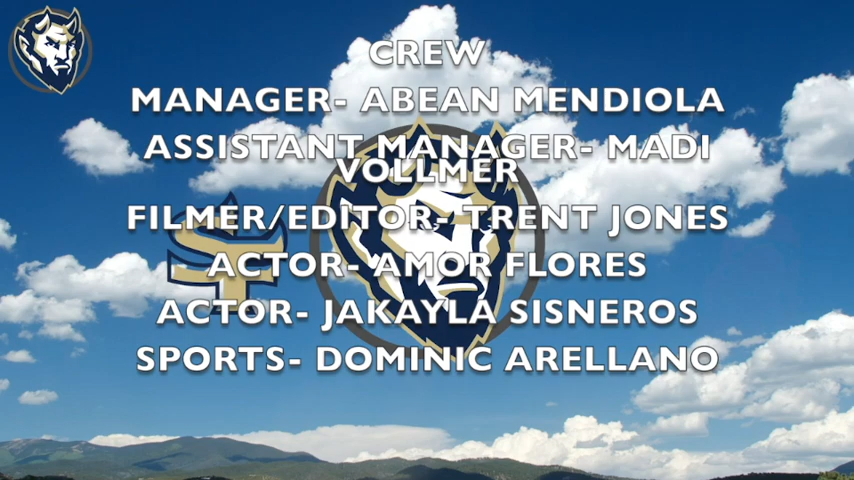 CREW
MANAGER- ABEAN MENDIOLA
ASSISTANT MANAGER- MADI
VOLLMER
FILMER/EDITOR- TRENT JONES
ACTOR- AMOR FLORES
ACTOR- JAKAYLA SISNEROS
SPORTS- DOMINIC ARELLANO